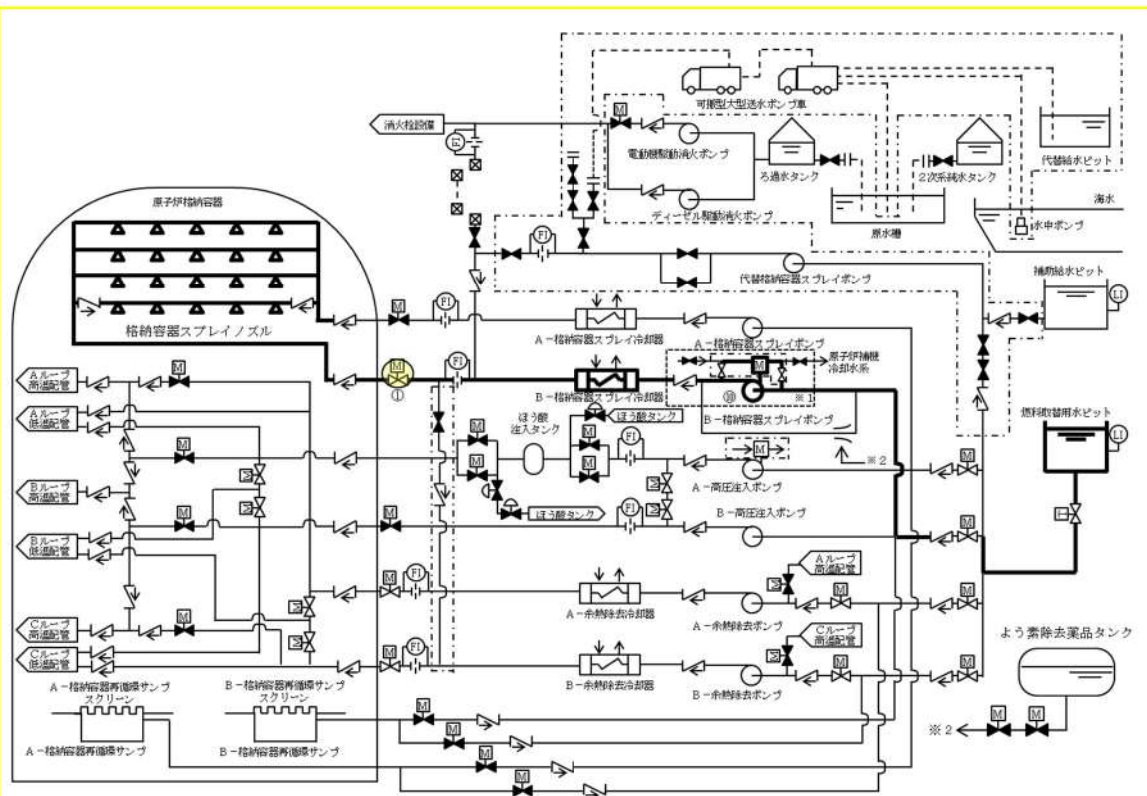 可搬型大型送水ポンプ車
消火栓設備
M
FI
電動機駆動消火ポンプ
ろ過水タンク
2次系純水タンク
代替給水ピット
海水
ディーゼル駆動消火ポンプ
原水槽
水中ポンプ
原子炉格納容器
FI
代替格納容器スプレイポンプ
補助給水ピット
LI
格納容器スプレイノズル
M
FI
A-格納容器スプレイ冷却器
A-格納容器スプレイポンプ
原子炉補機
冷却水系
M
①
FI
B-格納容器スプレイ冷却器
M
⑩
※1
B-格納容器スプレイポンプ
燃料取替用水ピット
LI
Aループ
高温配管
M
Aループ
低温配管
ほう酸
注入タンク
ほう酸タンク
M
M
M
FI
M
※2
A-高圧注入ポンプ
M
M
M
M
Bループ
高温配管
M
M
ほう酸タンク
M
B-高圧注入ポンプ
M
Bループ
低温配管
M
M
FI
M
Aループ
高温配管
M
FI
A-余熱除去冷却器
M
M
A-余熱除去ポンプ
M
Cループ
高温配管
M
M
Cループ
高温配管
Cループ
低温配管
M
FI
B-余熱除去冷却器
M
M
B-余熱除去ポンプ
M
よう素除去薬品タンク
A-格納容器再循環サンプ
スクリーン
B-格納容器再循環サンプ
スクリーン
M
M
M
※2
A-格納容器再循環サンプ
B-格納容器再循環サンプ
M
M
M